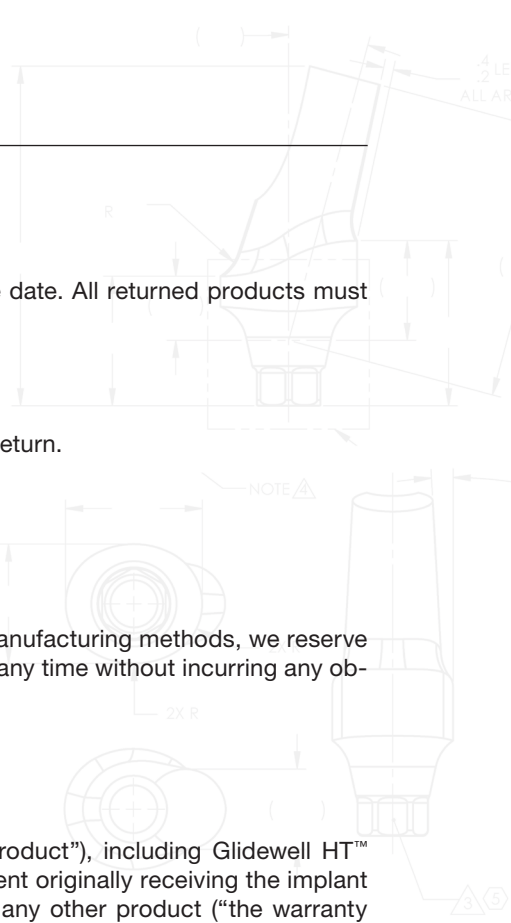 -.4
-.2 LE
ALL AR
R
date. All returned products must
eturn.
NOTE 4
anufacturing methods, we reserve
any time without incurring any ob-
2X R
roduct”), including Glidewell HT™
ent originally receiving the implant
any other product (“the warranty
3 5